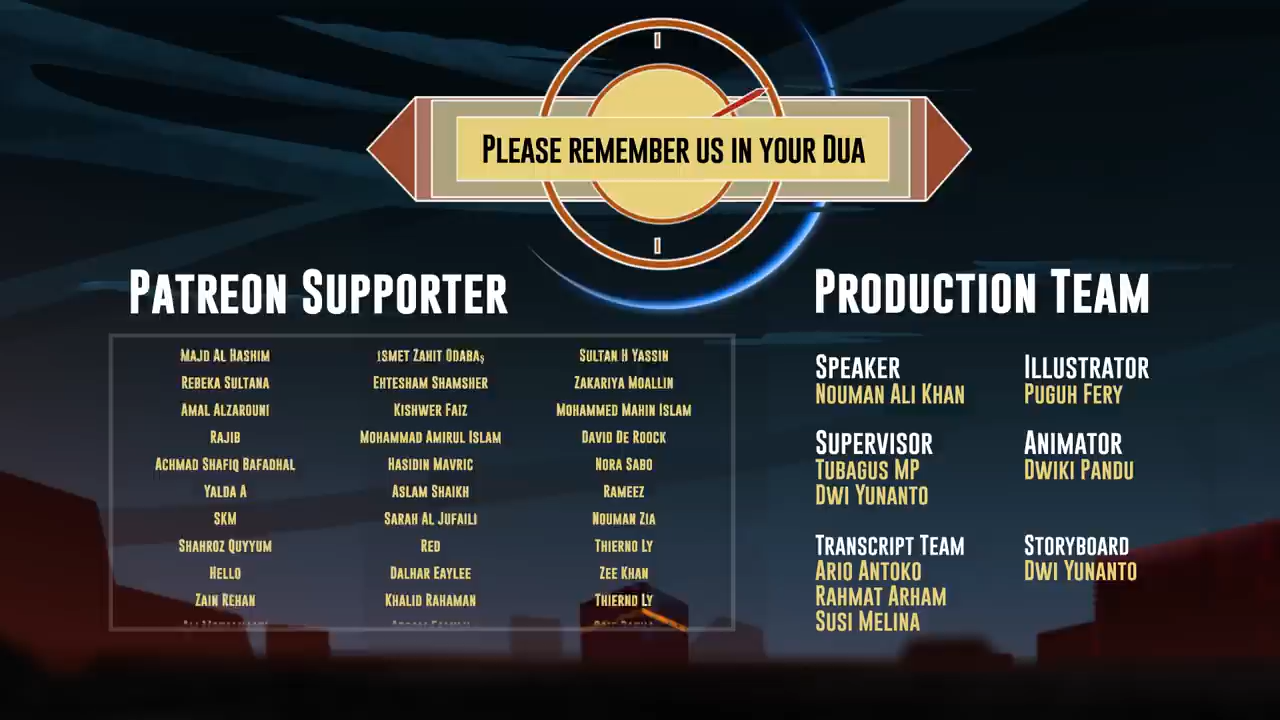 Please remember us in your Dua
Patreon Supporter
Majd Al Hashim
Rebeka Sultana
Amal Alzarouni
Rajib
Achmad Shafiq Bafadhal
Yalda A
SKM
Shahroz Quyyum
Hello
Zain Rehan
İsmet Zahit Odabaş
Ehtesham Shamsher
Kishwer Faiz
Mohammad Amirul Islam
Hasidin Mavric
Aslam Shaikh
Sarah Al Jufaili
Red
Dalhar Eaylee
Khalid Rahaman
Sultan H Yassin
Zakariya Moallin
Mohammed Mahin Islam
David De Roock
Nora Sabo
Rameez
Nouman Zia
Thierno Ly
Zee Khan
Thierno Ly
Production Team
Speaker
Nouman Ali Khan
Supervisor
Tubagus MP
Dwi Yunanto
Transcript Team
Ario Antoko
Rahmat Arham
Susi Melina
Illustrator
Puguh Fery
Animator
Dwiki Pandu
Storyboard
Dwi Yunanto